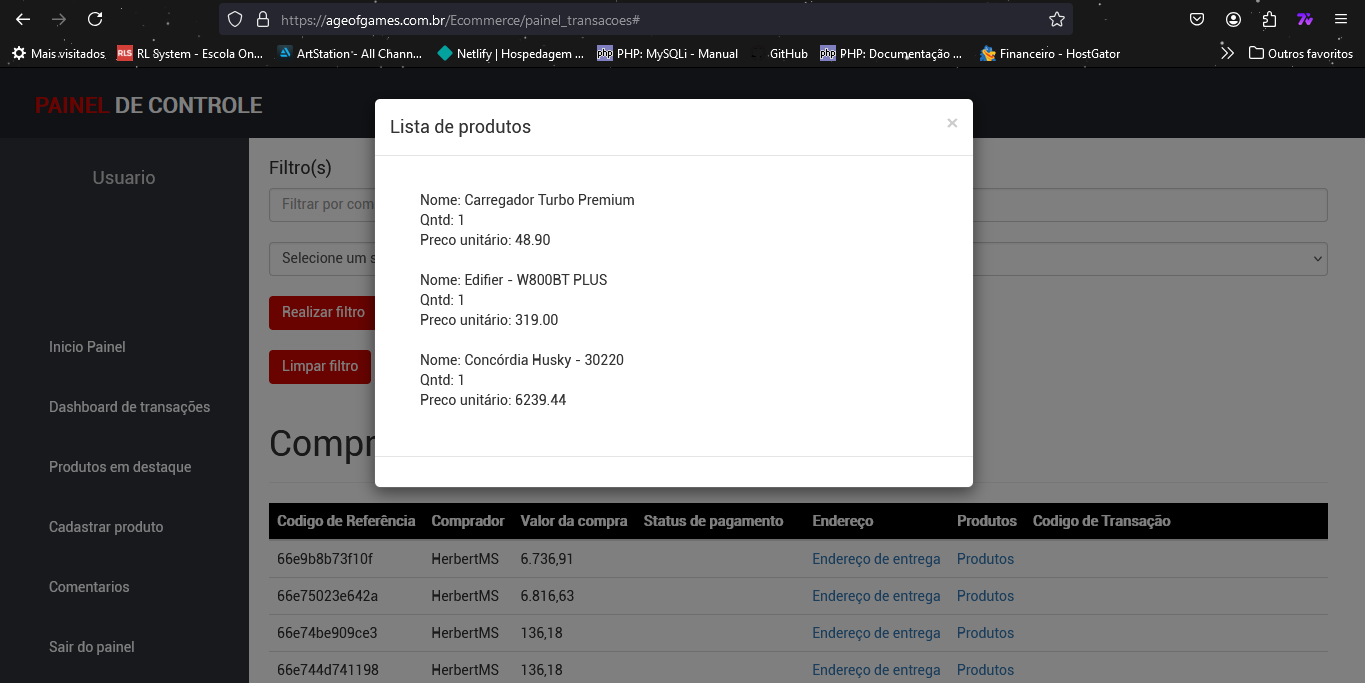 https://ageofgames.com.br/Ecommerce/painel_transacoes#
Mais visitados RLS RL System - Escola On... ArtStation - All Chann... Netlify | Hospedagem ... php PHP: MySQLi - Manual GitHub php PHP: Documentação ... Financeiro - HostGator Outros favoritos
PAINEL DE CONTROLE
Lista de produtos ×
Nome: Carregador Turbo Premium
Qntd: 1
Preco unitário: 48.90
Nome: Edifier - W800BT PLUS
Qntd: 1
Preco unitário: 319.00
Nome: Concórdia Husky - 30220
Qntd: 1
Preco unitário: 6239.44
Usuario
Inicio Painel
Dashboard de transações
Produtos em destaque
Cadastrar produto
Comentarios
Sair do painel
Filtro(s)
Filtrar por com
Selecione um s
Realizar filtro
Limpar filtro
Compr
Codigo de Referência Comprador Valor da compra Status de pagamento Endereço Produtos Codigo de Transação
66e9b8b73f10f HerbertMS 6.736,91 Endereço de entrega Produtos
66e75023e642a HerbertMS 6.816,63 Endereço de entrega Produtos
66e74be909ce3 HerbertMS 136,18 Endereço de entrega Produtos
66e744d741198 HerbertMS 136,18 Endereço de entrega Produtos